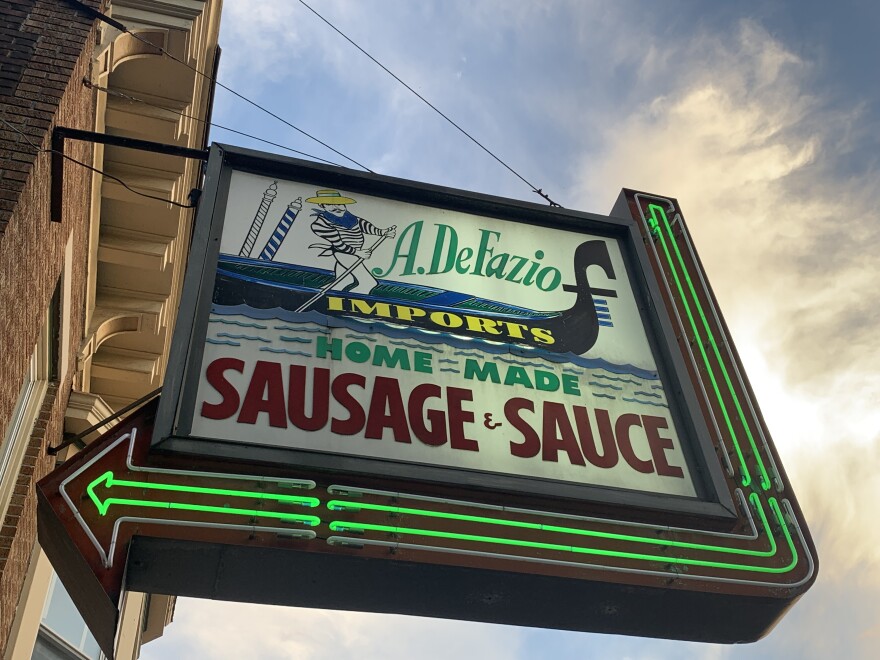 A. DeFazio
IMPORTS
HOME MADE
SAUSAGE & SAUCE